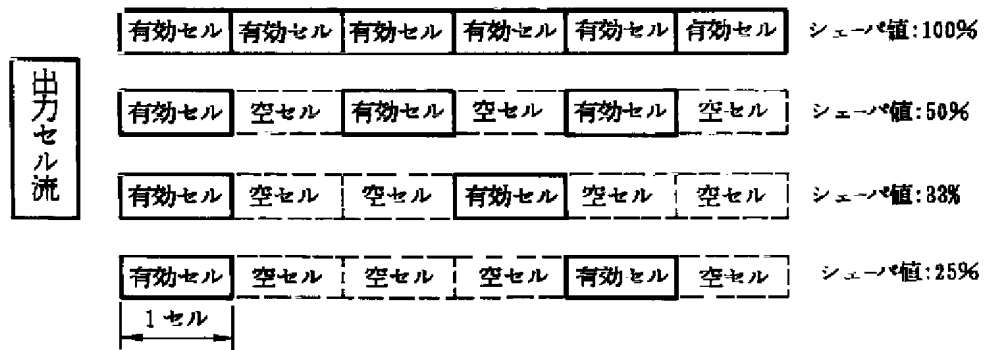 有効セル 有効セル 有効セル 有効セル 有効セル 有効セル シェーパ値:100%
出力セル流
有効セル 空セル 有効セル 空セル 有効セル 空セル シェーパ値:50%
有効セル 空セル 空セル 有効セル 空セル 空セル シェーパ値:33%
有効セル 空セル 空セル 空セル 有効セル 空セル シェーパ値:25%
1セル